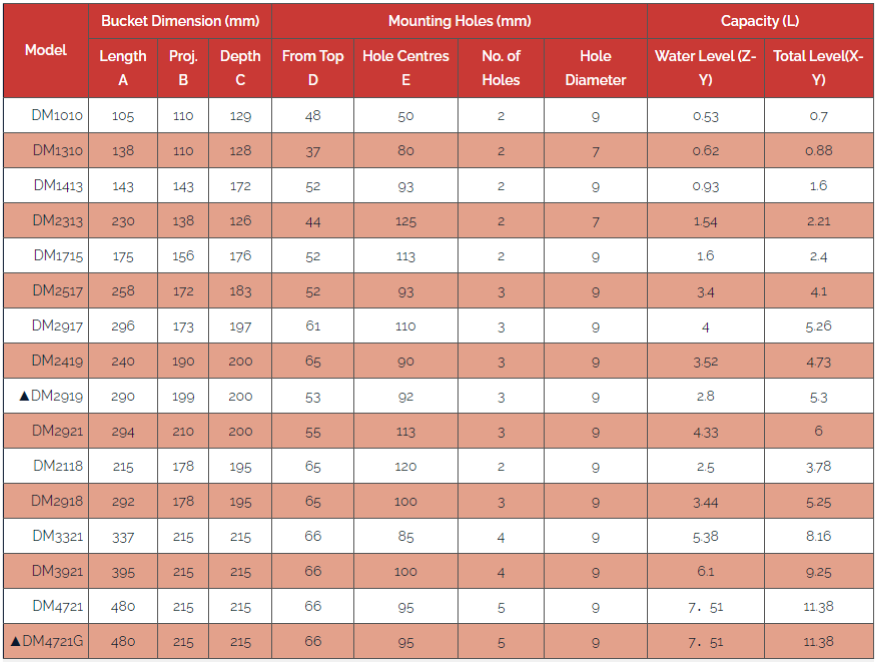 Model Bucket Dimension (mm) Mounting Holes (mm) Capacity (L)
Length A Proj. B Depth C From Top D Hole Centres E No. of Holes Hole Diameter Water Level (Z-Y) Total Level(X-Y)
DM1010 105 110 129 48 50 2 9 0.53 0.7
DM1310 138 110 128 37 80 2 7 0.62 0.88
DM1413 143 143 172 52 93 2 9 0.93 1.6
DM2313 230 138 126 44 125 2 7 1.54 2.21
DM1715 175 156 176 52 113 2 9 1.6 2.4
DM2517 258 172 183 52 93 3 9 3.4 4.1
DM2917 296 173 197 61 110 3 9 4 5.26
DM2419 240 190 200 65 90 3 9 3.52 4.73
▲DM2919 290 199 200 53 92 3 9 2.8 5.3
DM2921 294 210 200 55 113 3 9 4.33 6
DM2118 215 178 195 65 120 2 9 2.5 3.78
DM2918 292 178 195 65 100 3 9 3.44 5.25
DM3321 337 215 215 66 85 4 9 5.38 8.16
DM3921 395 215 215 66 100 4 9 6.1 9.25
DM4721 480 215 215 66 95 5 9 7．51 11.38
▲DM4721G 480 215 215 66 95 5 9 7．51 11.38